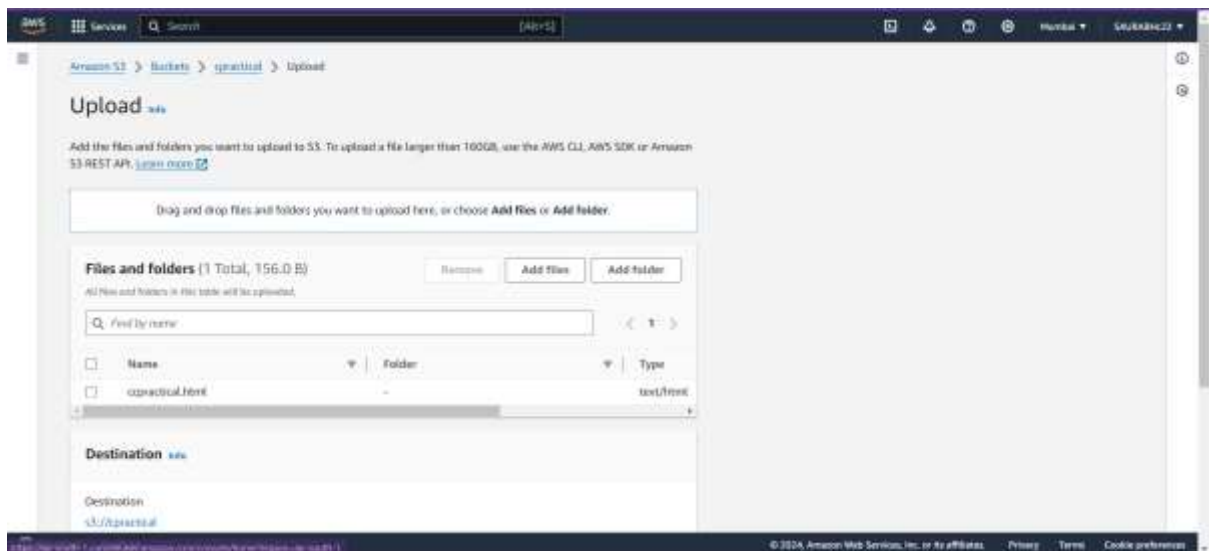 aws Services Search [Alt+S] Mumbai
Amazon S3 > Buckets > > Upload
Upload Info
Add the files and folders you want to upload to S3. To upload a file larger than 160GB, use the AWS CLI, AWS SDK or Amazon
S3 REST API. Learn more
Drag and drop files and folders you want to upload here, or choose Add files or Add folder.
Files and folders (1 Total, 156.0 B) Remove Add files Add folder
All files and folders in this table will be uploaded.
Find by name < 1 >
Name Folder Type
ccpractical.html - text/html
Destination Info
Destination
© 2024, Amazon Web Services, Inc. or its affiliates. Privacy Terms Cookie preferences